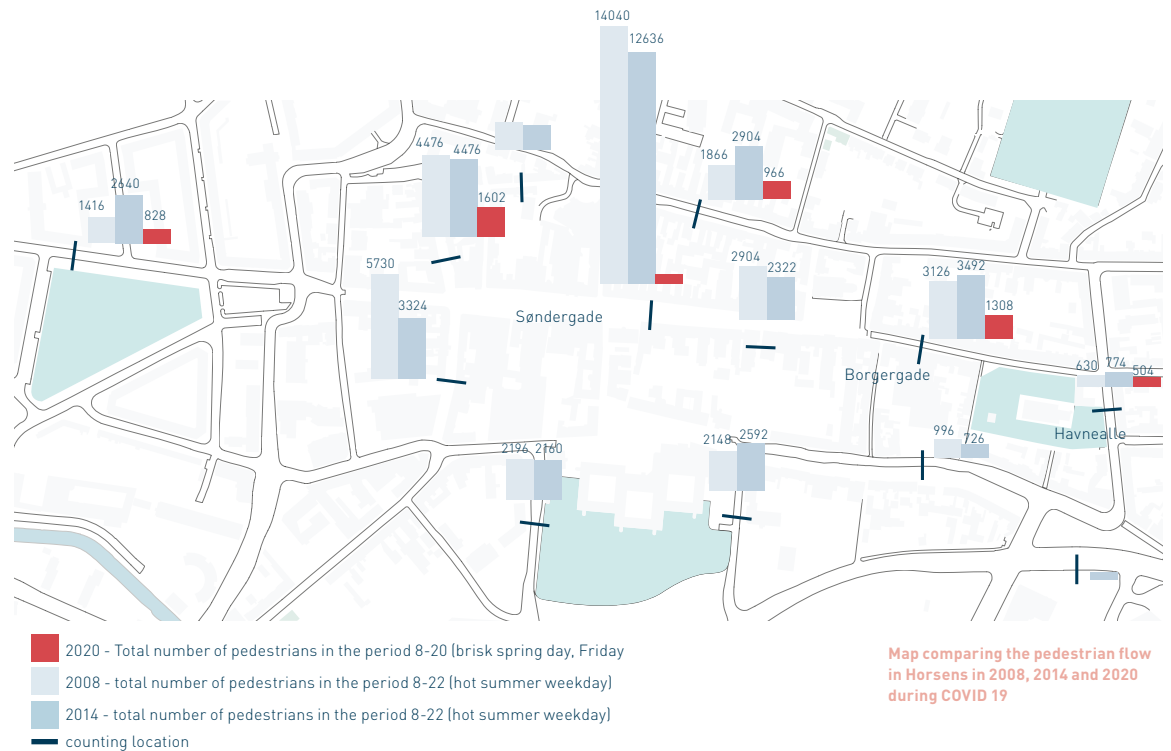 14040
12636
4476
4476
1602
1866
2904
966
2640
1416
828
5730
3324
2904
2322
3126
3492
1308
Søndergade
Borgergade
630
774
504
Havnealle
2196
2160
2148
2592
996
726
2020 - Total number of pedestrians in the period 8-20 (brisk spring day, Friday
2008 - total number of pedestrians in the period 8-22 (hot summer weekday)
2014 - total number of pedestrians in the period 8-22 (hot summer weekday)
counting location
Map comparing the pedestrian flow
in Horsens in 2008, 2014 and 2020
during COVID 19